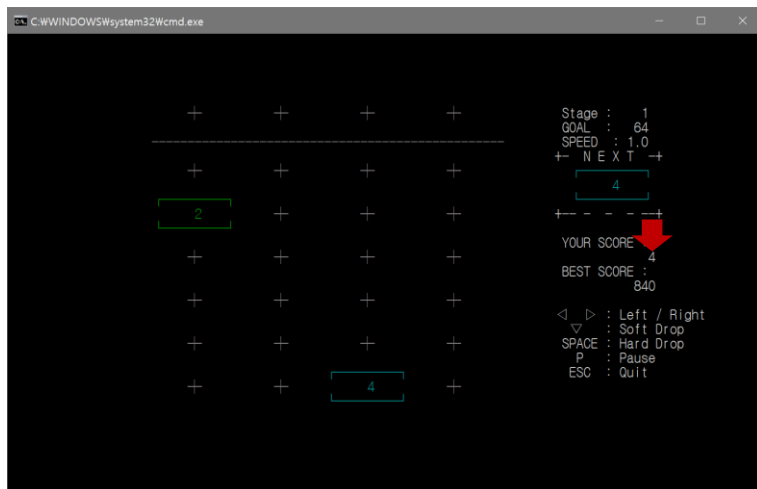 C:₩WINDOWS₩system32₩cmd.exe
Stage : 1
GOAL : 64
SPEED : 1.0
+- N E X T -+
4
2
+-- - - - --+
YOUR SCORE
4
BEST SCORE :
840
◁ ▷ : Left / Right
▽ : Soft Drop
SPACE : Hard Drop
P : Pause
ESC : Quit
4